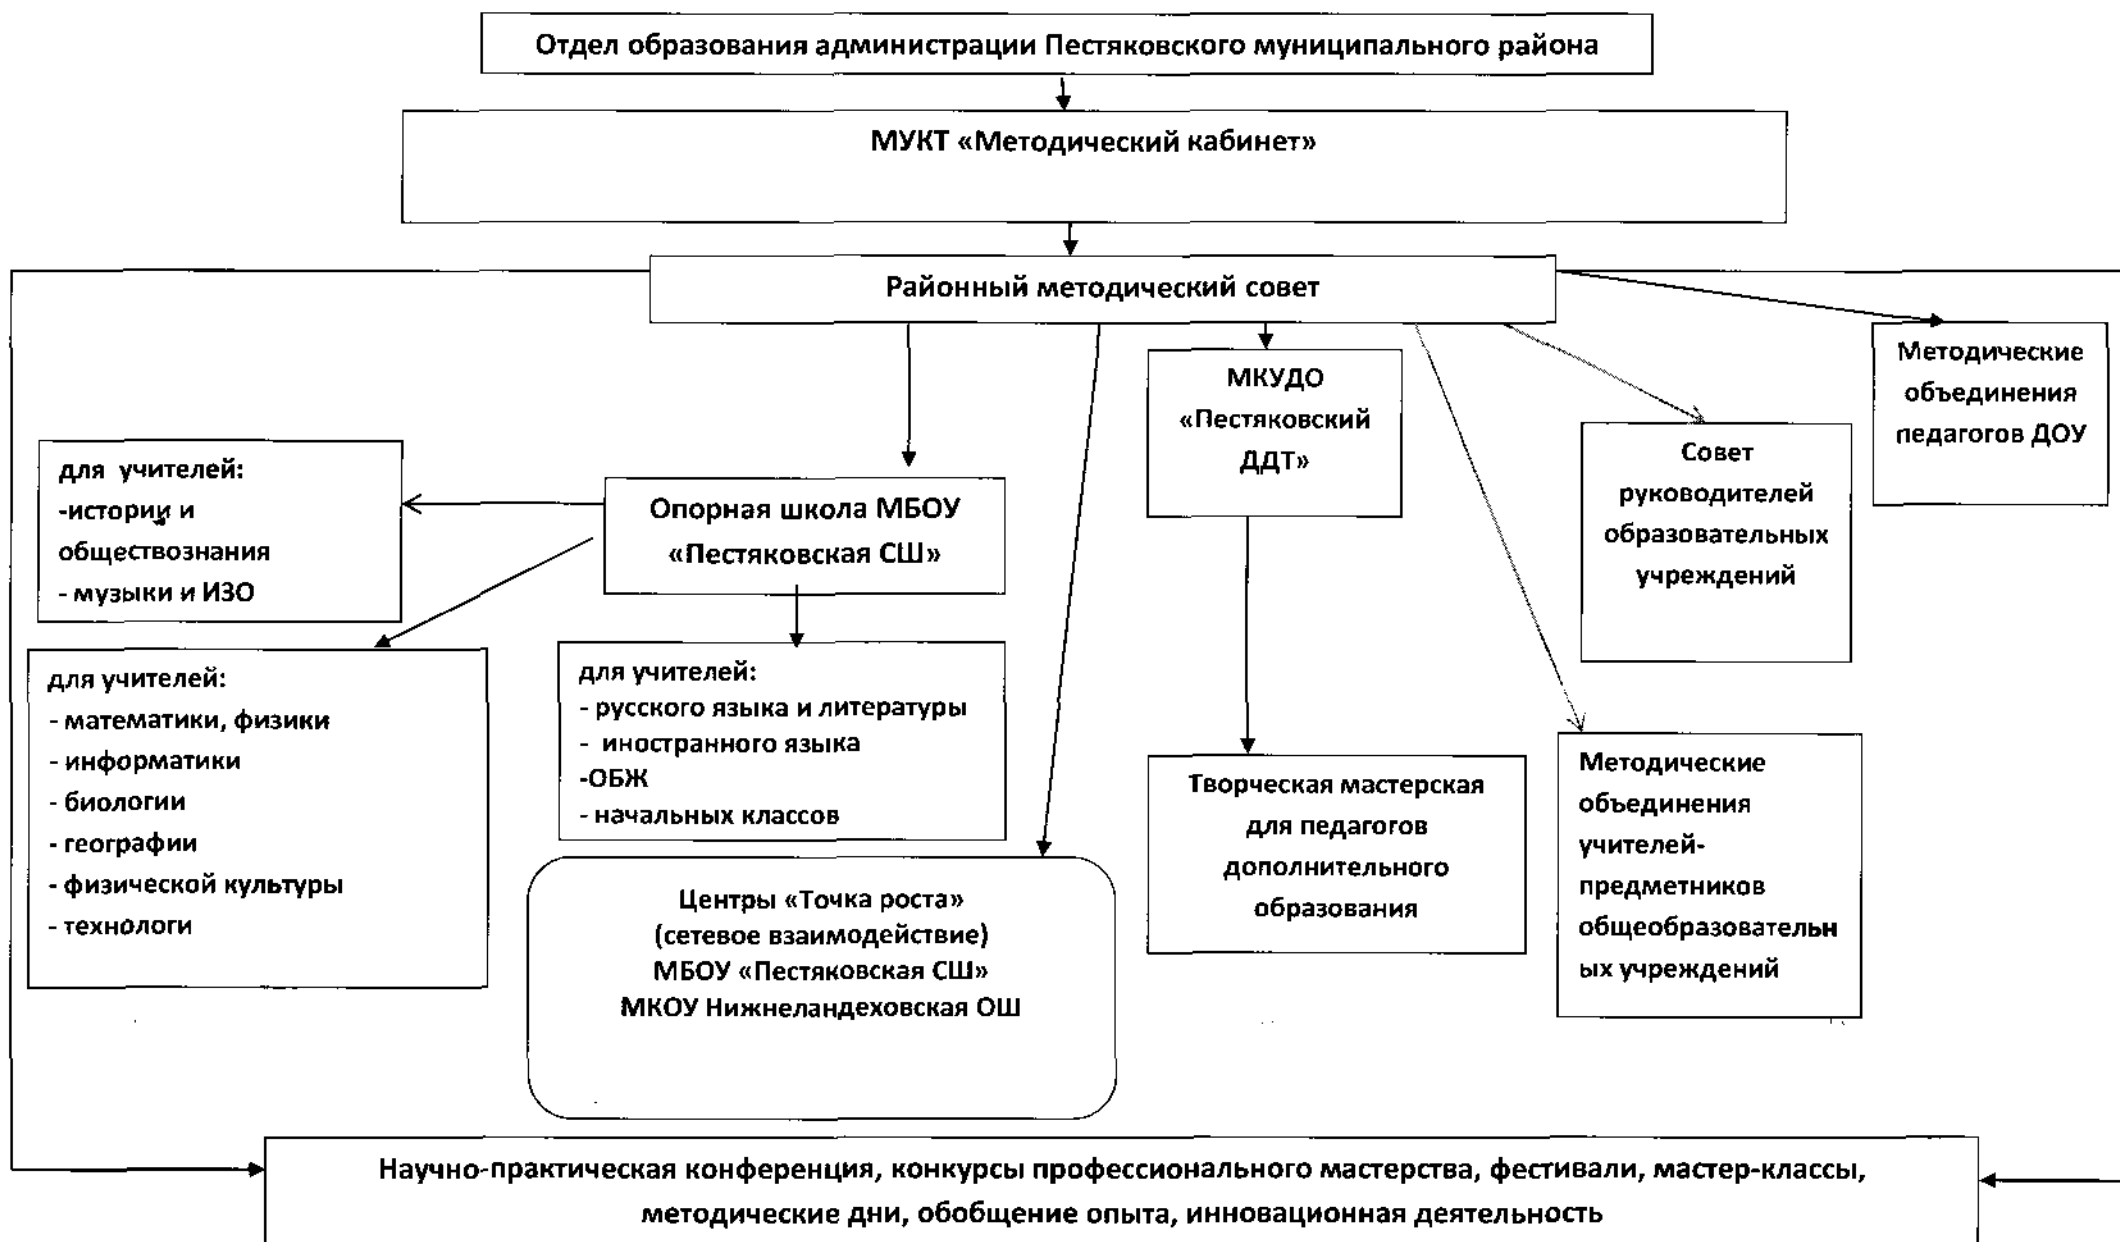 Отдел образования администрации Пестяковского муниципального района
МУКТ «Методический кабинет»
Районный методический совет
для  учителей:
-истории и
обществознания
- музыки и ИЗО
Опорная школа МБОУ
«Пестяковская СШ»
МКУДО
«Пестяковский
ДДТ»
Совет
руководителей
образовательных
учреждений
Методические
объединения
педагогов ДОУ
для учителей:
- математики, физики
- информатики
- биологии
- географии
- физической культуры
- технологи
для учителей:
- русского языка и литературы
-  иностранного языка
-ОБЖ
- начальных классов
Центры «Точка роста»
(сетевое взаимодействие)
МБОУ «Пестяковская СШ»
МКОУ Нижнеландеховская ОШ
Творческая мастерская
для педагогов
дополнительного
образования
Методические
объединения
учителей-
предметников
общеобразовательн
ых учреждений
Научно-практическая конференция, конкурсы профессионального мастерства, фестивали, мастер-классы,
методические дни, обобщение опыта, инновационная деятельность